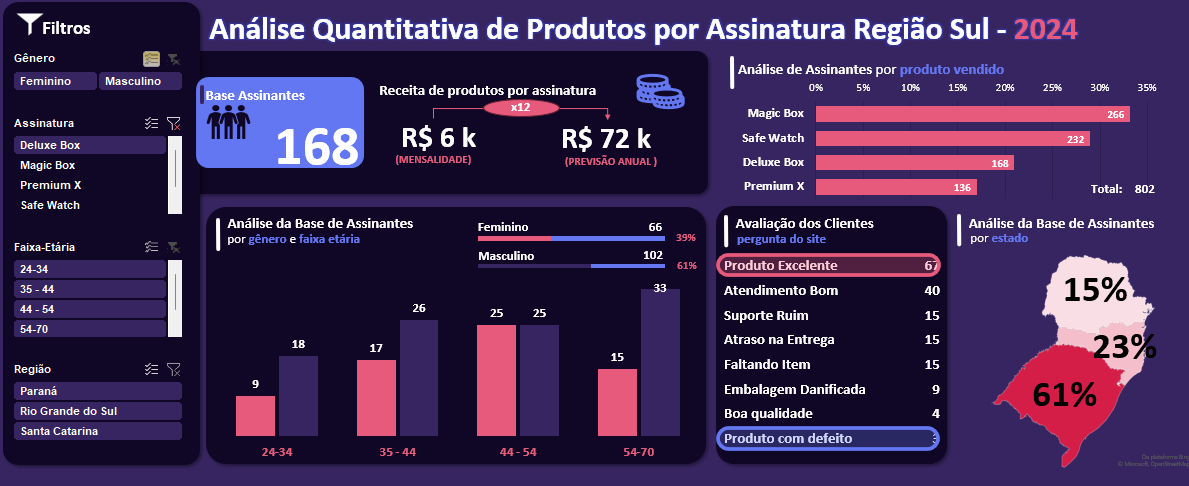 Filtros
Gênero
Feminino Masculino
Assinatura
Deluxe Box
Magic Box
Premium X
Safe Watch
Faixa-Etária
24-34
35 - 44
44 - 54
54-70
Região
Paraná
Rio Grande do Sul
Santa Catarina
Análise Quantitativa de Produtos por Assinatura Região Sul - 2024
Base Assinantes
168
Receita de produtos por assinatura
x12
R$ 6 k R$ 72 k
(MENSALIDADE) (PREVISÃO ANUAL )
Análise de Assinantes por produto vendido
0% 5% 10% 15% 20% 25% 30% 35%
Magic Box 266
Safe Watch 232
Deluxe Box 168
Premium X 136
Total: 802
Análise da Base de Assinantes
por gênero e faixa etária
Feminino 66
39%
Masculino 102
61%
9 18 17 26 25 25 15 33
24-34 35 - 44 44 - 54 54-70
Avaliação dos Clientes
pergunta do site
Produto Excelente 67
Atendimento Bom 40
Suporte Ruim 15
Atraso na Entrega 15
Faltando Item 15
Embalagem Danificada 9
Boa qualidade 4
Produto com defeito
Análise da Base de Assinantes
por estado
15%
23%
61%
Da plataforma Bing
© Microsoft, OpenStreetMap